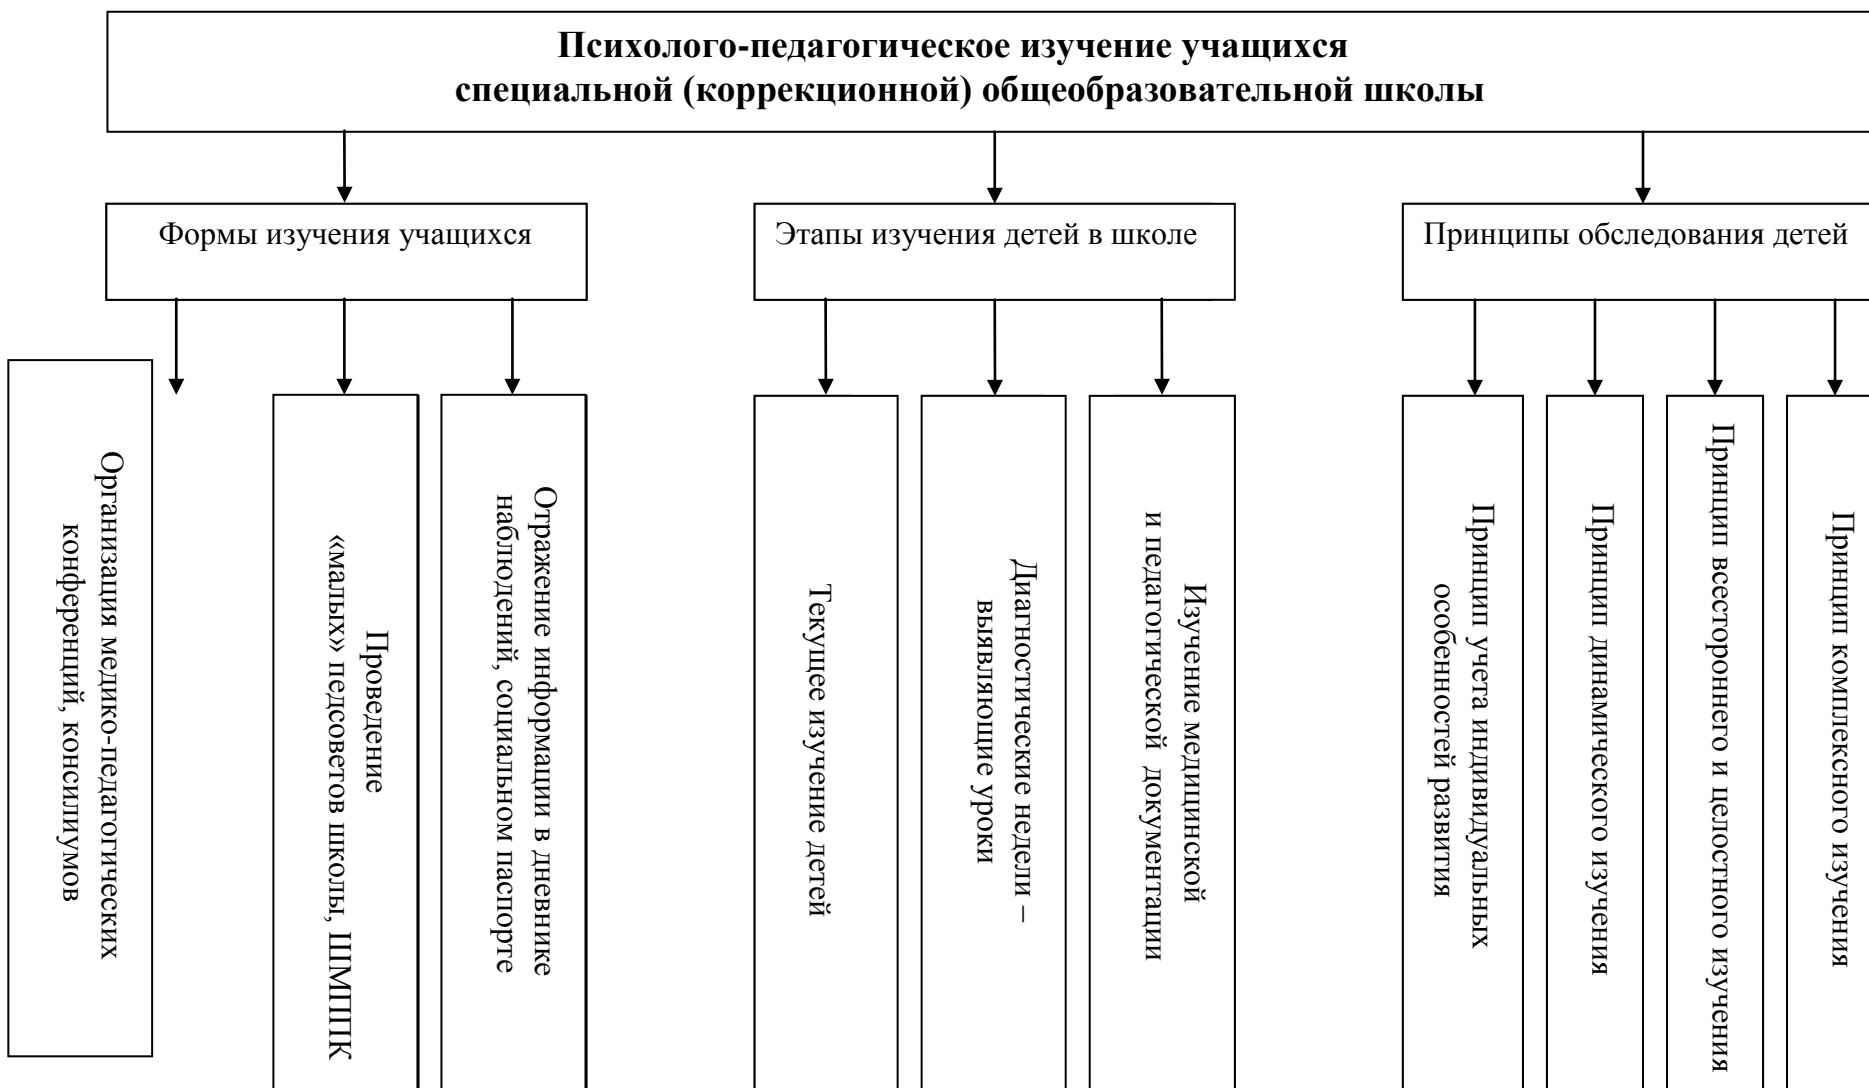 Психолого-педагогическое изучение учащихся
специальной (коррекционной) общеобразовательной школы
Формы изучения учащихся
Этапы изучения детей в школе
Принципы обследования детей
Организация медико-педагогических
конференций, консилиумов
Проведение
«малых» педсоветов школы, ШМППК
Отражение информации в дневнике
наблюдений, социальном паспорте
Текущее изучение детей
Диагностические недели –
выявляющие уроки
Изучение медицинской
и педагогической документации
Принцип учета индивидуальных
особенностей развития
Принцип динамического изучения
Принцип всестороннего и целостного изучения
Принцип комплексного изучения